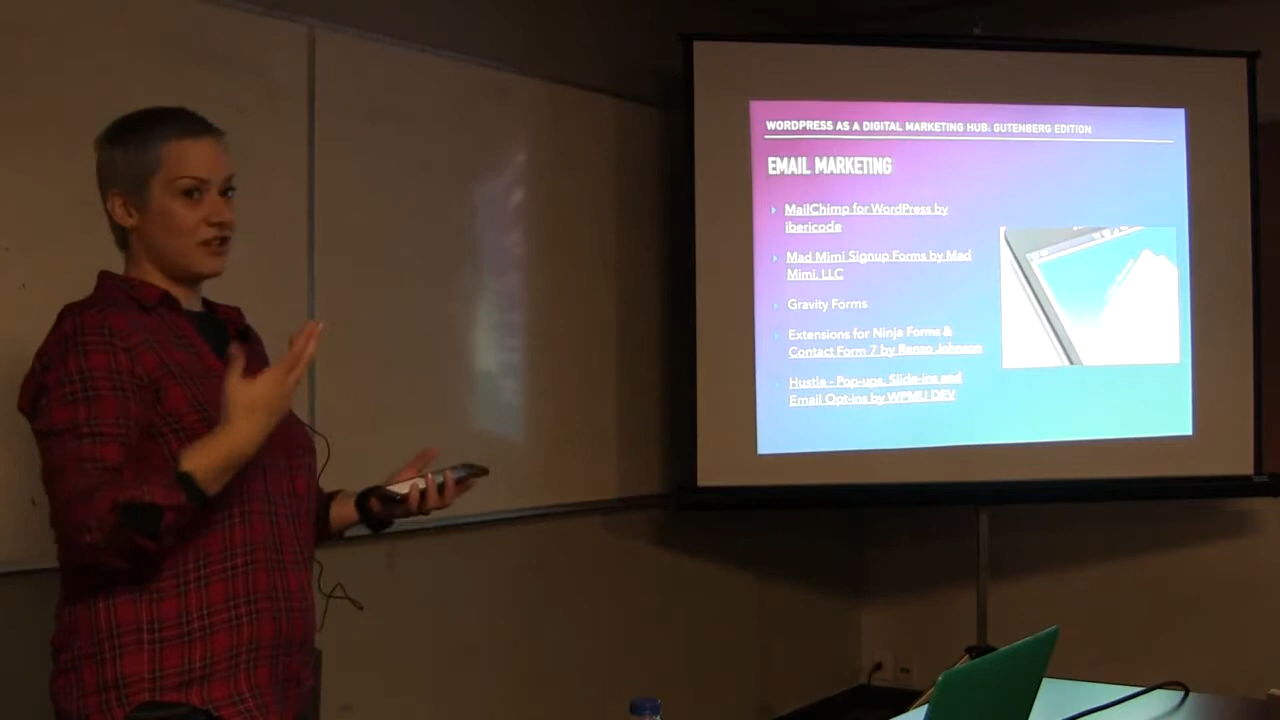 WORDPRESS AS A DIGITAL MARKETING HUB: GUTENBERG EDITION
EMAIL MARKETING
MailChimp for WordPress by
ibericode
Mad Mimi Signup Forms by Mad
Mimi, LLC
Gravity Forms
Extensions for Ninja Forms &
Contact Form 7 by Renzo Johnson
Hustle - Pop-ups, Slide-ins and
Email Opt-ins by WPMU DEV